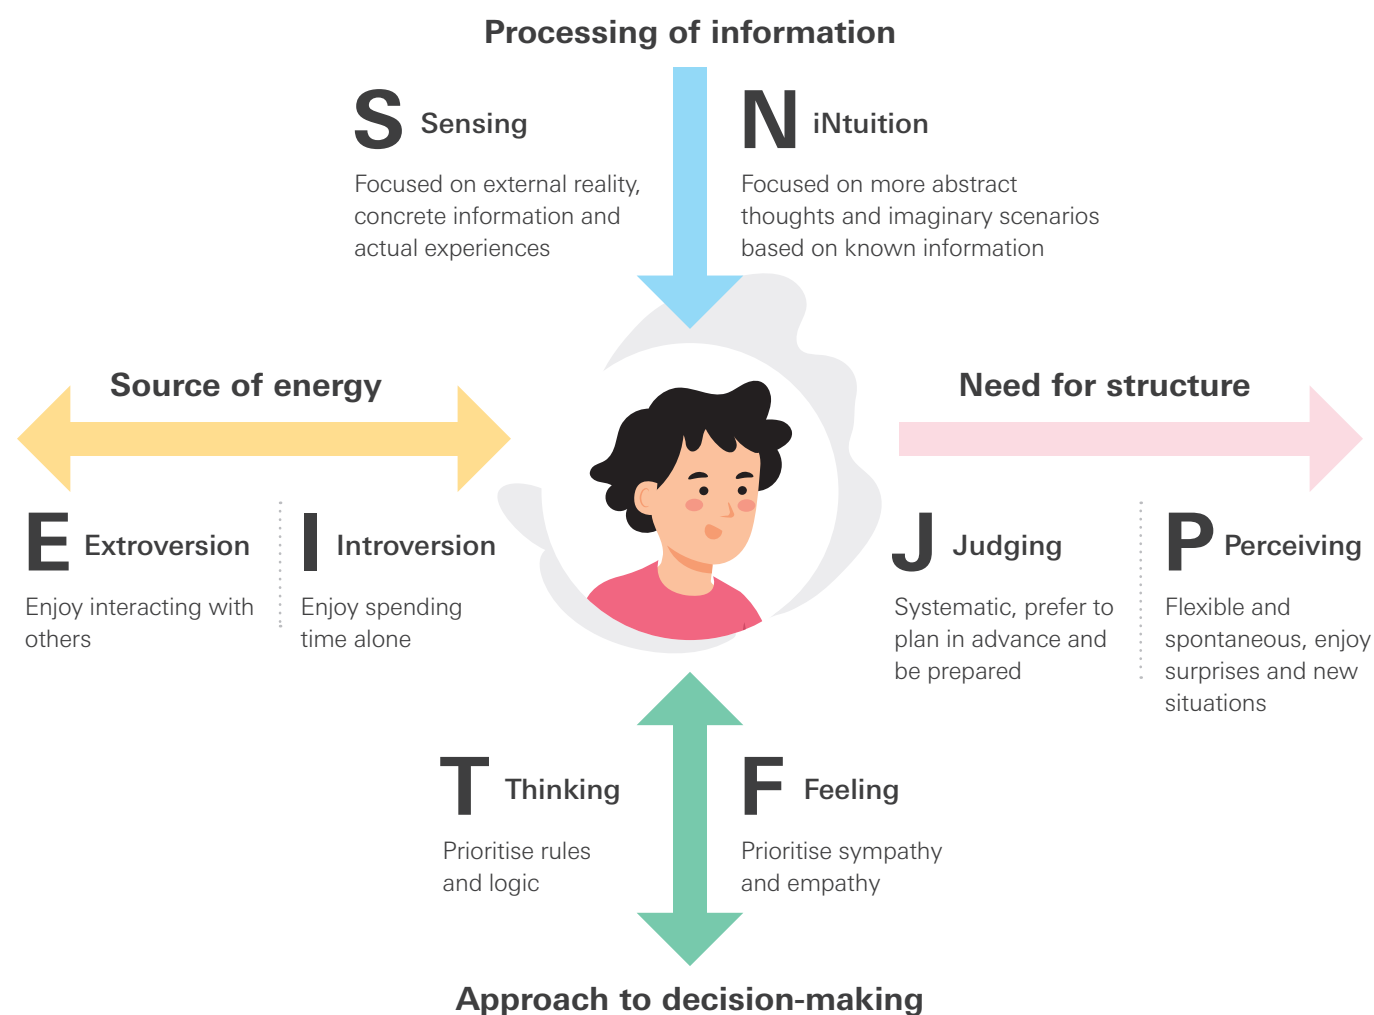 Processing of information
S Sensing
Focused on external reality,
concrete information and
actual experiences
N iNtuition
Focused on more abstract
thoughts and imaginary scenarios
based on known information
Source of energy
E Extroversion
Enjoy interacting with
others
I Introversion
Enjoy spending
time alone
Need for structure
J Judging
Systematic, prefer to
plan in advance and
be prepared
P Perceiving
Flexible and
spontaneous, enjoy
surprises and new
situations
T Thinking
Prioritise rules
and logic
F Feeling
Prioritise sympathy
and empathy
Approach to decision-making